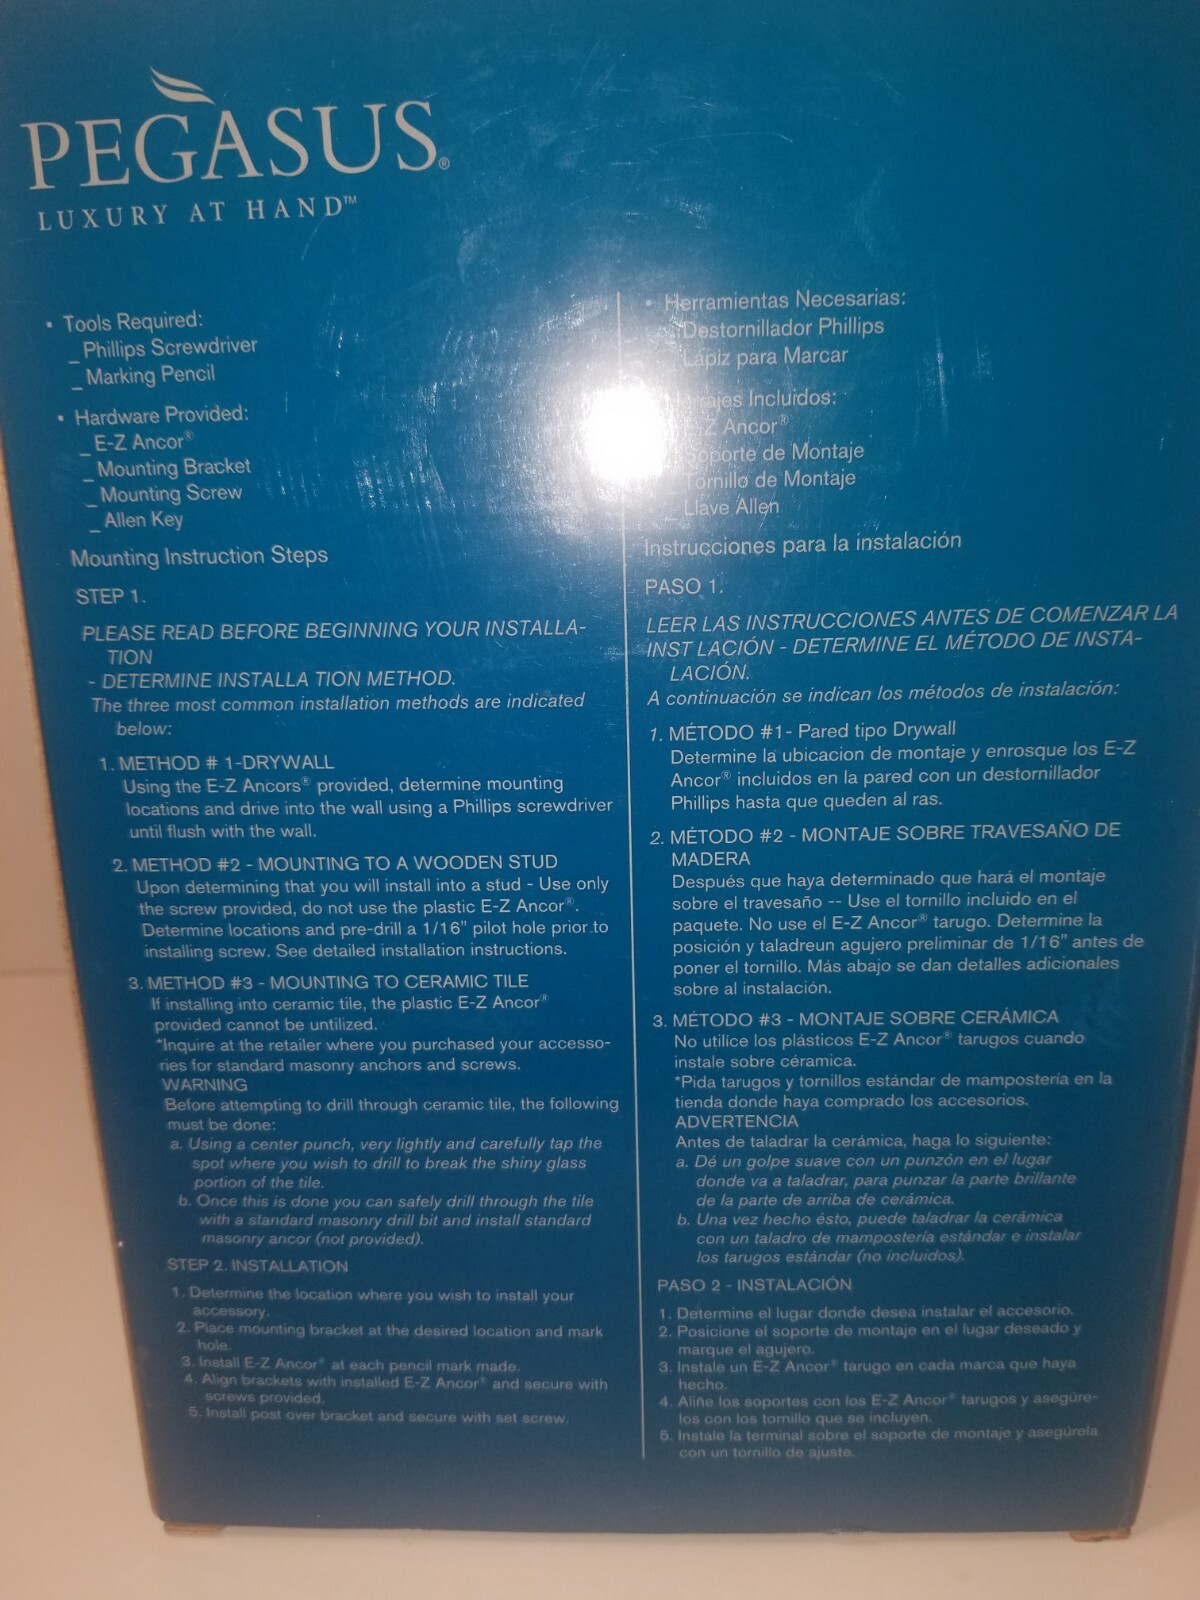 PEGASUS®
LUXURY AT HAND™
▪ Tools Required:
_ Phillips Screwdriver
_ Marking Pencil
▪ Hardware Provided:
_ E-Z Ancor®
_ Mounting Bracket
_ Mounting Screw
_ Allen Key
Mounting Instruction Steps
STEP 1.
PLEASE READ BEFORE BEGINNING YOUR INSTALLA-
TION
- DETERMINE INSTALLA TION METHOD.
The three most common installation methods are indicated
below:
1. METHOD # 1-DRYWALL
Using the E-Z Ancors® provided, determine mounting
locations and drive into the wall using a Phillips screwdriver
until flush with the wall.
2. METHOD #2 - MOUNTING TO A WOODEN STUD
Upon determining that you will install into a stud - Use only
the screw provided, do not use the plastic E-Z Ancor®.
Determine locations and pre-drill a 1/16" pilot hole prior to
installing screw. See detailed installation instructions.
3. METHOD #3 - MOUNTING TO CERAMIC TILE
If installing into ceramic tile, the plastic E-Z Ancor®
provided cannot be untilized.
*Inquire at the retailer where you purchased your accesso-
ries for standard masonry anchors and screws.
WARNING
Before attempting to drill through ceramic tile, the following
must be done:
a. Using a center punch, very lightly and carefully tap the
spot where you wish to drill to break the shiny glass
portion of the tile.
b. Once this is done you can safely drill through the tile
with a standard masonry drill bit and install standard
masonry ancor (not provided).
STEP 2. INSTALLATION
1. Determine the location where you wish to install your
accessory.
2. Place mounting bracket at the desired location and mark
hole.
3. Install E-Z Ancor® at each pencil mark made.
4. Align brackets with installed E-Z Ancor® and secure with
screws provided.
5. Install post over bracket and secure with set screw.
▪ Herramientas Necesarias:
Destornillador Phillips
Lápiz para Marcar
Incluidos:
E-Z Ancor®
Soporte de Montaje
_ Tornillo de Montaje
_ Llave Allen
Instrucciones para la instalación
PASO 1.
LEER LAS INSTRUCCIONES ANTES DE COMENZAR LA
INST LACIÓN - DETERMINE EL MÉTODO DE INSTA-
LACIÓN.
A continuación se indican los métodos de instalación:
1. MÉTODO #1- Pared tipo Drywall
Determine la ubicacion de montaje y enrosque los E-Z
Ancor® incluidos en la pared con un destornillador
Phillips hasta que queden al ras.
2. MÉTODO #2 - MONTAJE SOBRE TRAVESAÑO DE
MADERA
Después que haya determinado que hará el montaje
sobre el travesaño -- Use el tornillo incluido en el
paquete. No use el E-Z Ancor® tarugo. Determine la
posición y taladreun agujero preliminar de 1/16" antes de
poner el tornillo. Más abajo se dan detalles adicionales
sobre al instalación.
3. MÉTODO #3 - MONTAJE SOBRE CERÁMICA
No utilice los plásticos E-Z Ancor® tarugos cuando
instale sobre céramica.
*Pida tarugos y tornillos estándar de mampostería en la
tienda donde haya comprado los accesorios.
ADVERTENCIA
Antes de taladrar la cerámica, haga lo siguiente:
a. Dé un golpe suave con un punzón en el lugar
donde va a taladrar, para punzar la parte brillante
de la parte de arriba de cerámica.
b. Una vez hecho ésto, puede taladrar la cerámica
con un taladro de mampostería estándar e instalar
los tarugos estándar (no incluidos).
PASO 2 - INSTALACIÓN
1. Determine el lugar donde desea instalar el accesorio.
2. Posicione el soporte de montaje en el lugar deseado y
marque el agujero.
3. Instale un E-Z Ancor® tarugo en cada marca que haya
hecho.
4. Aliñe los soportes con los E-Z Ancor® tarugos y asegúre-
los con los tornillo que se incluyen.
5. Instale la terminal sobre el soporte de montaje y asegúrela
con un tornillo de ajuste.